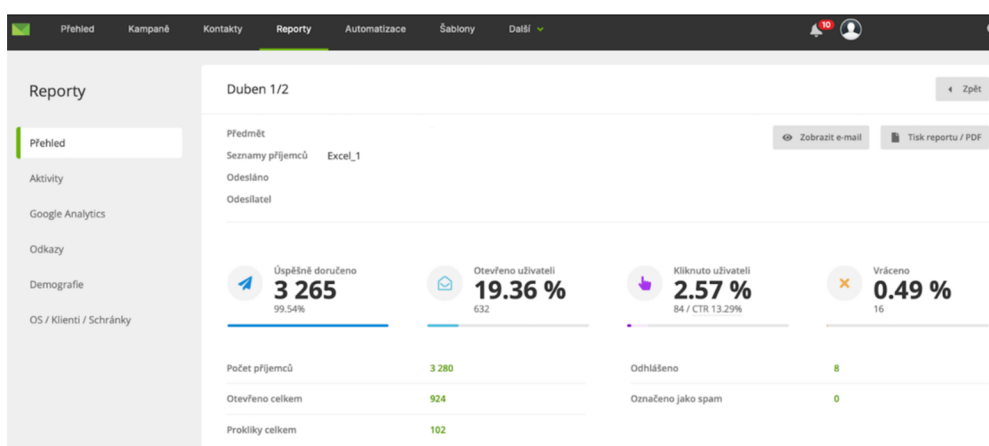 Přehled Kampaně Kontakty Reporty Automatizace Šablony Další 10
Reporty
Přehled
Aktivity
Google Analytics
Odkazy
Demografie
OS / Klienti / Schránky
Duben 1/2 Zpět
Předmět
Zobrazit e-mail Tisk reportu / PDF
Seznamy příjemců Excel_1
Odesláno
Odesílatel
Úspěšně doručeno
3 265
99.54%
Otevřeno uživateli
19.36 %
632
Kliknuto uživateli
2.57 %
84 / CTR 13.29%
Vráceno
0.49 %
16
Počet příjemců 3 280 Odhlášeno 8
Otevřeno celkem 924 Označeno jako spam 0
Prokliky celkem 102